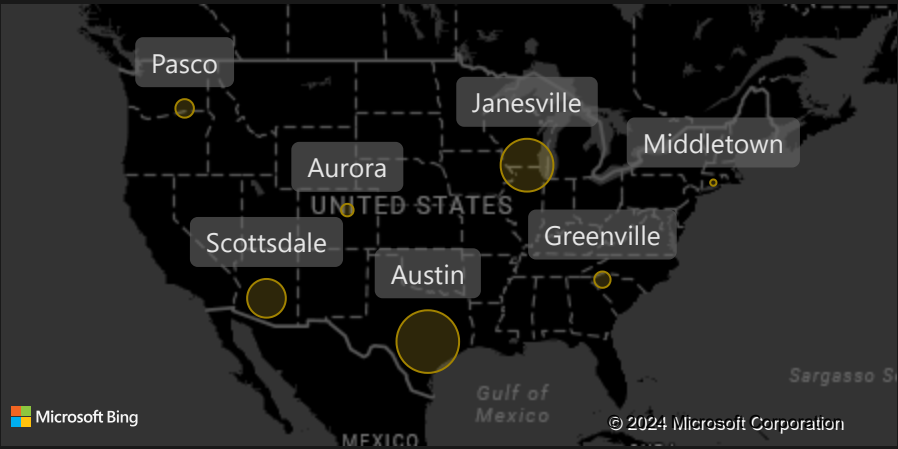 Pasco
Janesville
Middletown
Aurora
UNITED STATES
Scottsdale
Greenville
Austin
Sargasso S
Gulf of
Mexico
Microsoft Bing
© 2024 Microsoft Corporation
MEXICO